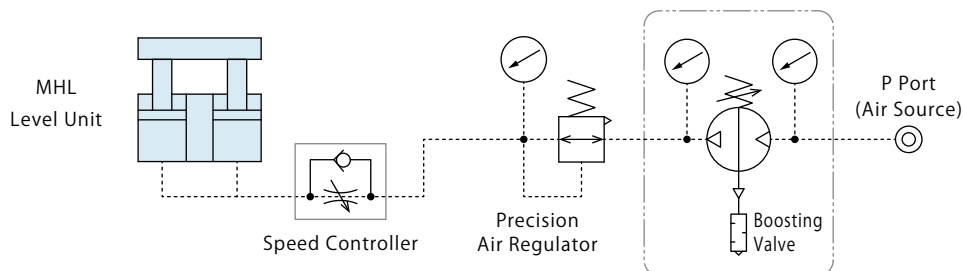 MHL
Level Unit
Speed Controller
Precision
Air Regulator
Boosting
Valve
P Port
(Air Source)